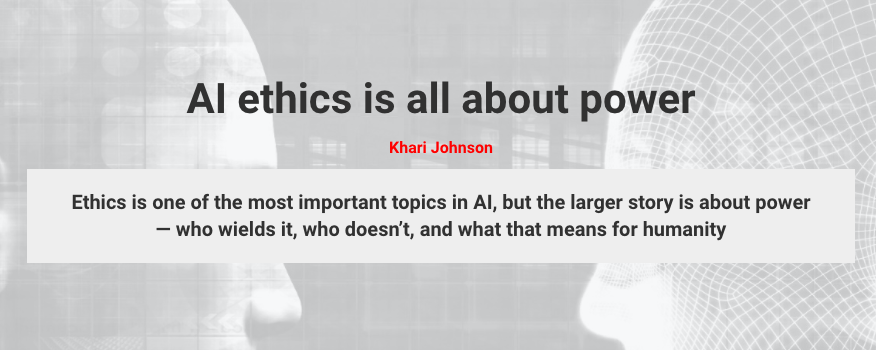 AI ethics is all about power
Khari Johnson
Ethics is one of the most important topics in AI, but the larger story is about power
— who wields it, who doesn’t, and what that means for humanity